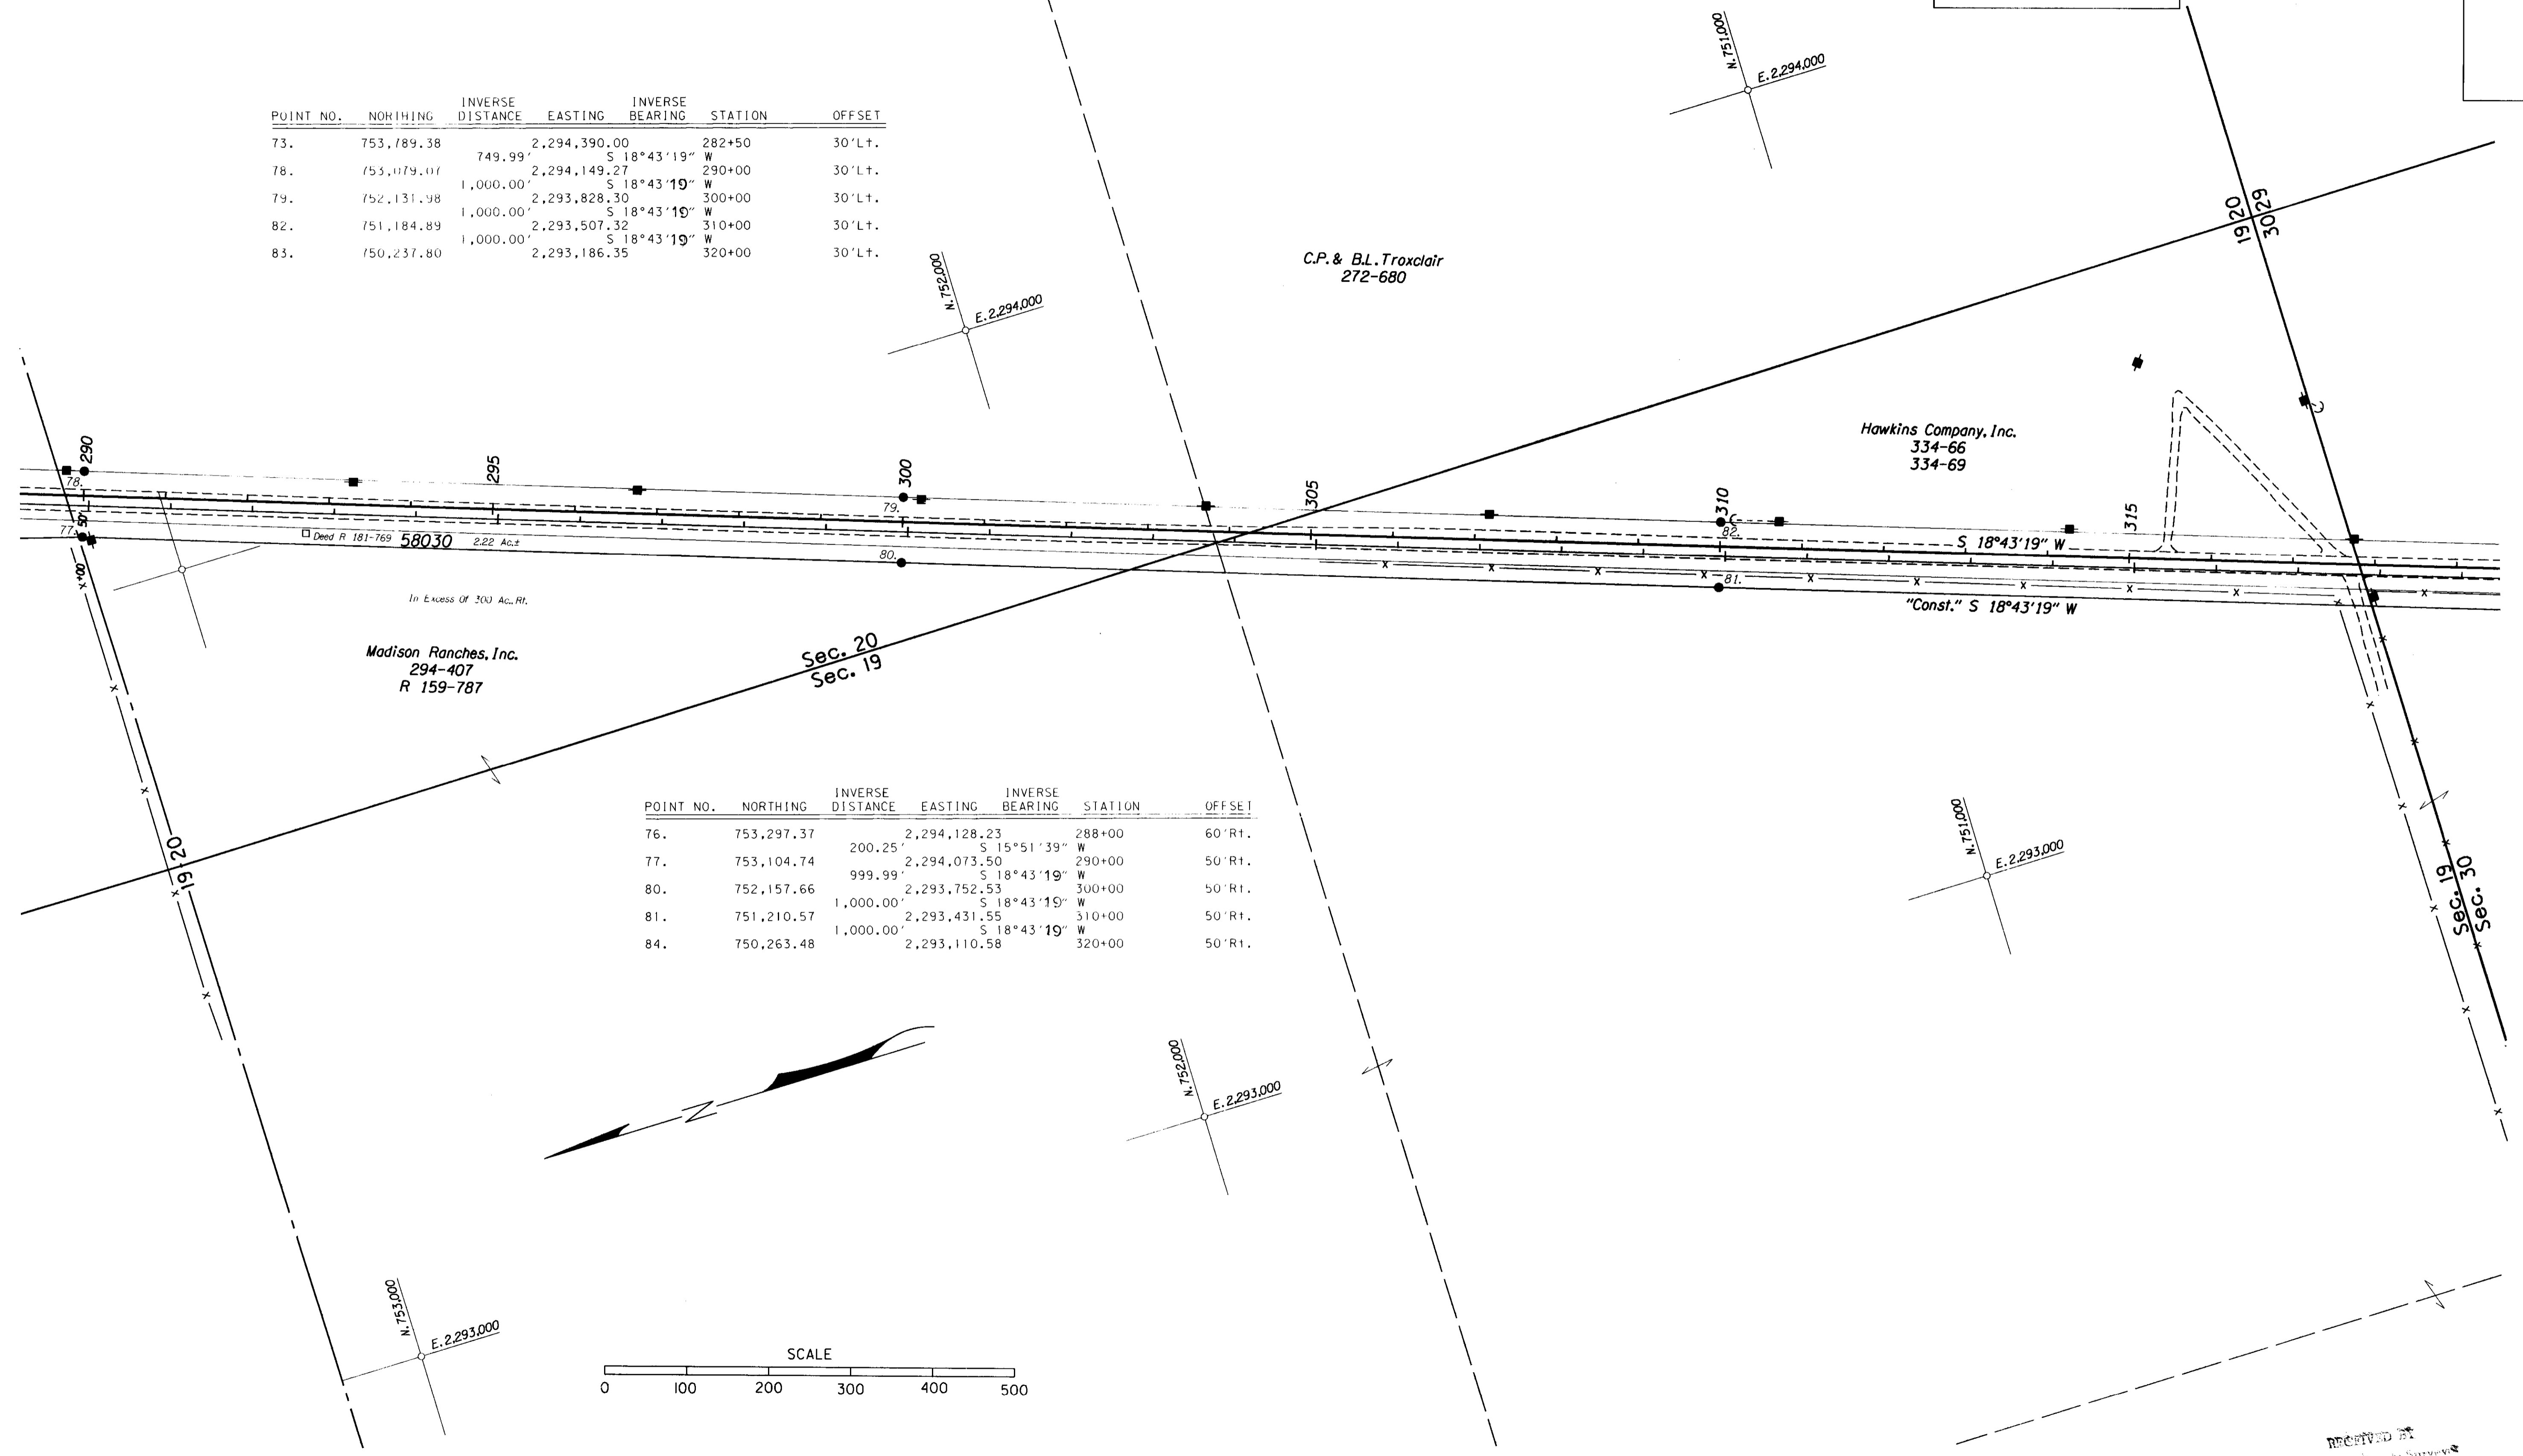 INVERSE INVERSE
POINT NO. NORTHING DISTANCE EASTING BEARING STATION OFFSET
73. 753,789.38 2,294,390.00 282+50 30'Lt.
749.99' S 18°43'19" W
78. 753,079.07 2,294,149.27 290+00 30'Lt.
1,000.00' S 18°43'19" W
79. 752,131.98 2,293,828.30 300+00 30'Lt.
1,000.00' S 18°43'19" W
82. 751,184.89 2,293,507.32 310+00 30'Lt.
1,000.00' S 18°43'19" W
83. 750,237.80 2,293,186.35 320+00 30'Lt.
N. 751,000
E. 2,294,000
N. 752,000
E. 2,294,000
C.P. & B.L. Troxclair
272-680
19 20
30 29
Hawkins Company, Inc.
334-66
334-69
290
295
300
305
310
315
78.
79.
82.
S 18°43'19" W
77.
50'
+00
Deed R 181-769 58030 2.22 Ac.±
80.
81.
"Const." S 18°43'19" W
In Excess Of 300 Ac. Rt.
Madison Ranches, Inc.
294-407
R 159-787
Sec. 20
Sec. 19
19 20
INVERSE INVERSE
POINT NO. NORTHING DISTANCE EASTING BEARING STATION OFFSET
76. 753,297.37 2,294,128.23 288+00 60'Rt.
200.25' S 15°51'39" W
77. 753,104.74 2,294,073.50 290+00 50'Rt.
999.99' S 18°43'19" W
80. 752,157.66 2,293,752.53 300+00 50'Rt.
1,000.00' S 18°43'19" W
81. 751,210.57 2,293,431.55 310+00 50'Rt.
1,000.00' S 18°43'19" W
84. 750,263.48 2,293,110.58 320+00 50'Rt.
N. 751,000
E. 2,293,000
Sec. 19
Sec. 30
N
N. 752,000
E. 2,293,000
N. 753,000
E. 2,293,000
SCALE
0 100 200 300 400 500
RECEIVED BY